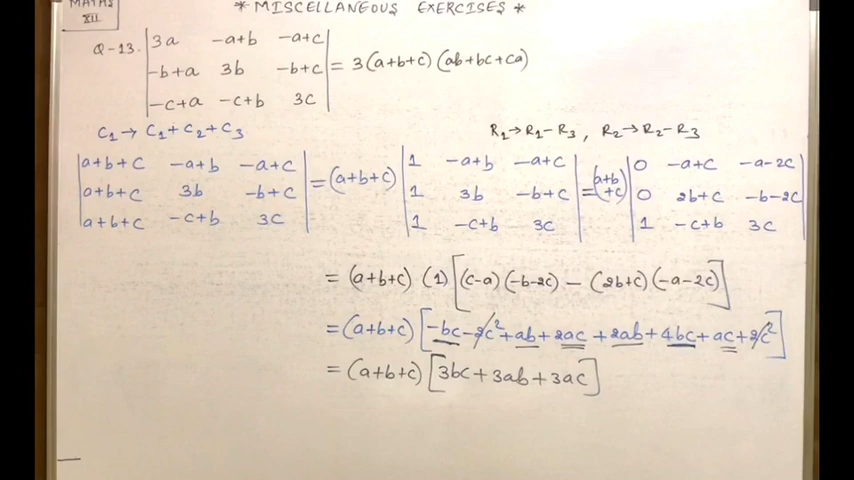 MATHS
XII
* MISCELLANEOUS EXERCISES *
Q-13. | 3a -a+b -a+c |
| -b+a 3b -b+c | = 3(a+b+c) (ab+bc+ca)
| -c+a -c+b 3c |
C₁→ C₁+C₂+C₃ R₁→R₁-R₃, R₂→R₂-R₃
| a+b+c -a+b -a+c | | 1 -a+b -a+c | | 0 -a+c -a-2c |
| a+b+c 3b -b+c | = (a+b+c) | 1 3b -b+c | = (a+b+c) | 0 2b+c -b-2c |
| a+b+c -c+b 3c | | 1 -c+b 3c | | 1 -c+b 3c |
= (a+b+c) (1) [(c-a)(-b-2c) - (2b+c)(-a-2c)]
= (a+b+c) [-bc-2c²+ab+2ac+2ab+4bc+ac+2c²]
= (a+b+c) [3bc+3ab+3ac]